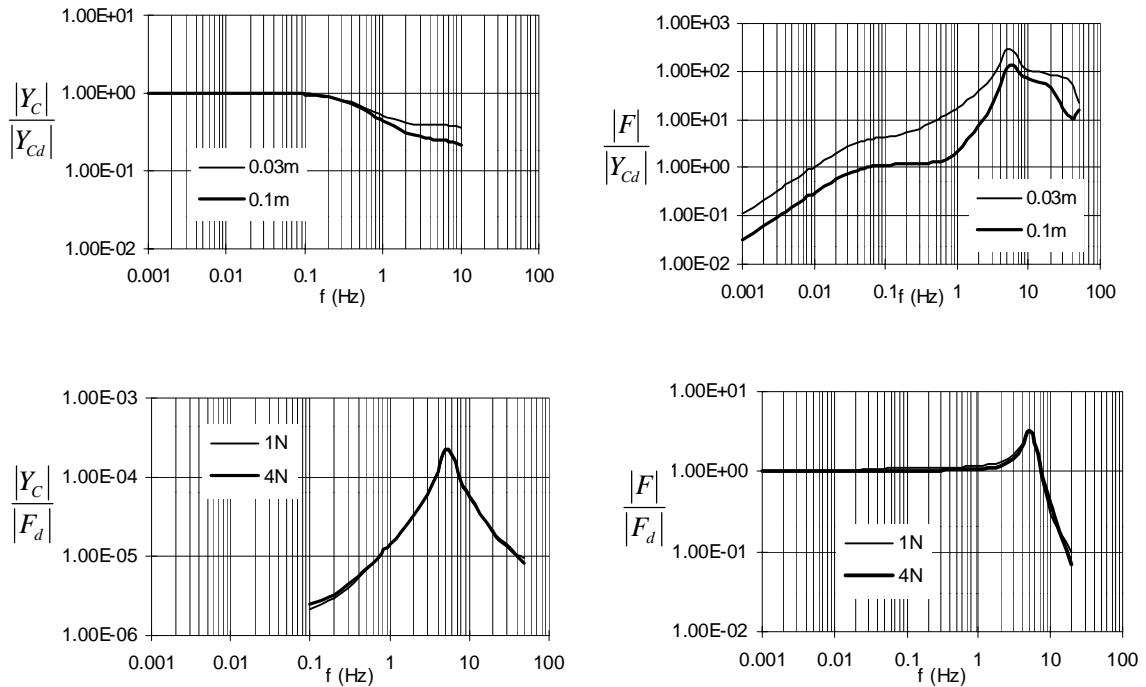 1.00E+01
1.00E+00
1.00E-01
1.00E-02
|Y_C|
|Y_Cd|
0.03m
0.1m
0.001 0.01 0.1 1 10 100
f (Hz)
1.00E+03
1.00E+02
1.00E+01
1.00E+00
1.00E-01
1.00E-02
|F|
|Y_Cd|
0.03m
0.1m
0.001 0.01 0.1 1 10 100
f (Hz)
1.00E-03
1.00E-04
1.00E-05
1.00E-06
|Y_C|
|F_d|
1N
4N
0.001 0.01 0.1 1 10 100
f (Hz)
1.00E+01
1.00E+00
1.00E-01
1.00E-02
|F|
|F_d|
1N
4N
0.001 0.01 0.1 1 10 100
f (Hz)